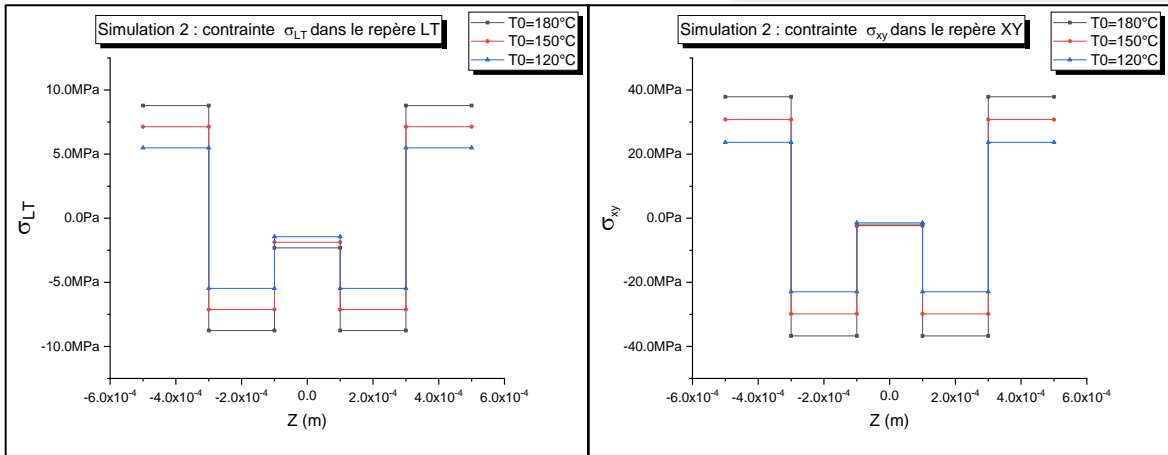 Simulation 2 : contrainte σLT dans le repère LT
T0=180°C
T0=150°C
T0=120°C
10.0MPa
5.0MPa
0.0Pa
-5.0MPa
-10.0MPa
σLT
-6.0x10-4 -4.0x10-4 -2.0x10-4 0.0 2.0x10-4 4.0x10-4 6.0x10-4
Z (m)
Simulation 2 : contrainte σxy dans le repère XY
T0=180°C
T0=150°C
T0=120°C
40.0MPa
20.0MPa
0.0Pa
-20.0MPa
-40.0MPa
σxy
-6.0x10-4 -4.0x10-4 -2.0x10-4 0.0 2.0x10-4 4.0x10-4 6.0x10-4
Z (m)